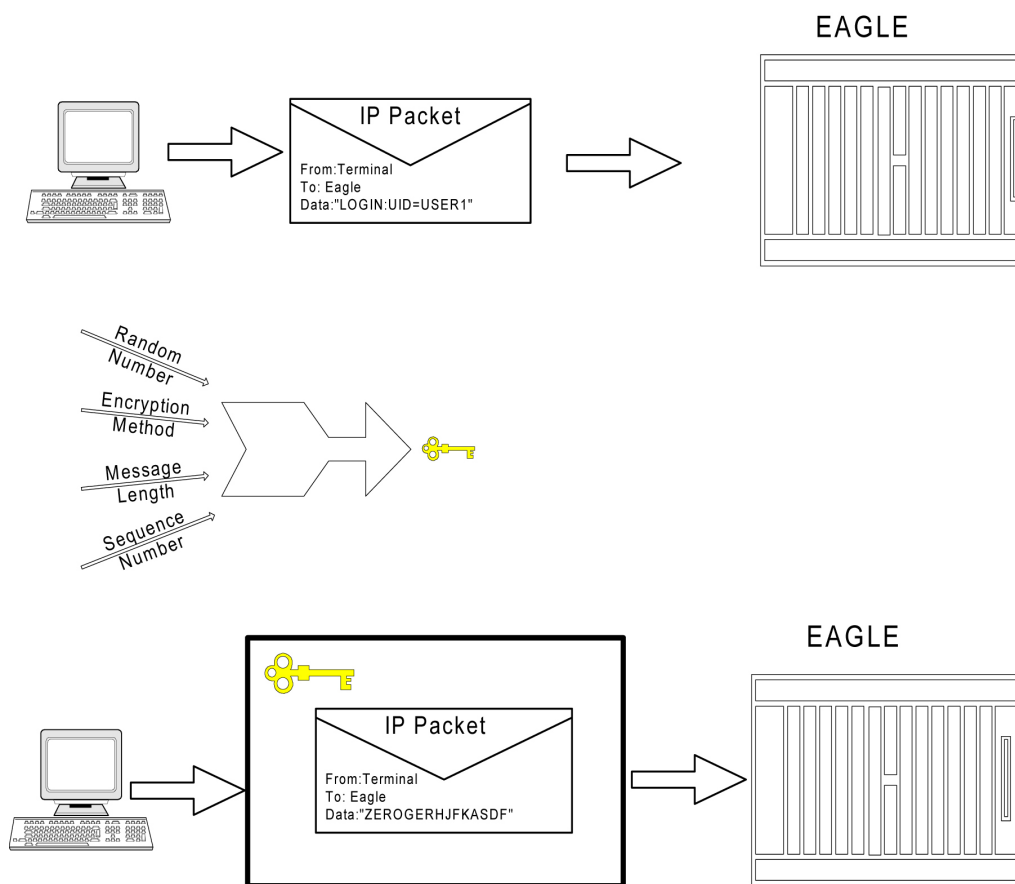 EAGLE
IP Packet
From:Terminal
To: Eagle
Data:"LOGIN:UID=USER1"
Random
Number
Encryption
Method
Message
Length
Sequence
Number
EAGLE
IP Packet
From:Terminal
To: Eagle
Data:"ZEROGERHJFKASDF"